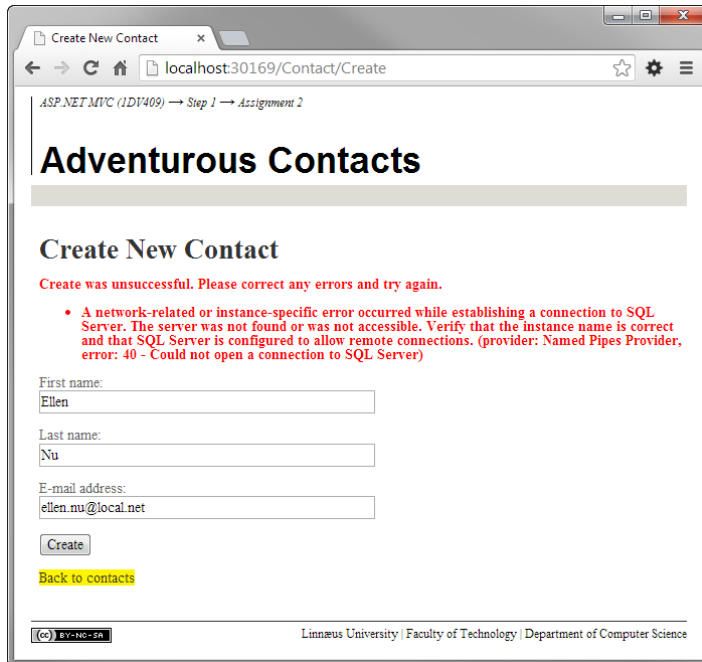 Create New Contact
localhost:30169/Contact/Create
ASP.NET MVC (1DV409) → Step 1 → Assignment 2
Adventurous Contacts
Create New Contact
Create was unsuccessful. Please correct any errors and try again.
• A network-related or instance-specific error occurred while establishing a connection to SQL
Server. The server was not found or was not accessible. Verify that the instance name is correct
and that SQL Server is configured to allow remote connections. (provider: Named Pipes Provider,
error: 40 - Could not open a connection to SQL Server)
First name:
Ellen
Last name:
Nu
E-mail address:
ellen.nu@local.net
Create
Back to contacts
(cc) BY-NC-SA
Linnæus University | Faculty of Technology | Department of Computer Science